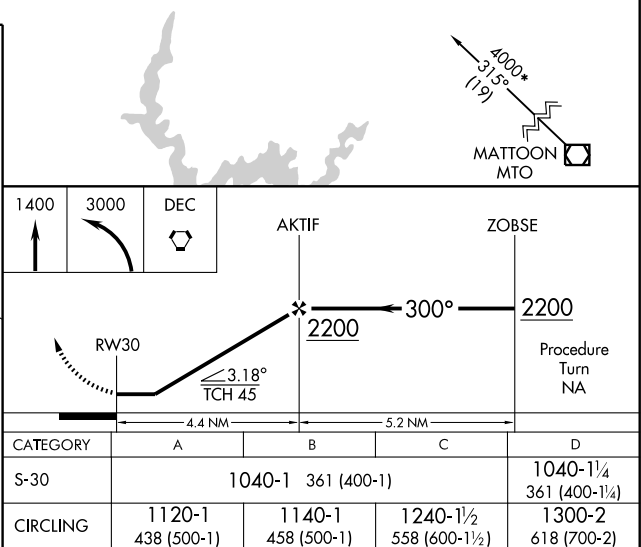 4000*
315°
(19)
MATTOON
MTO
1400 3000 DEC
AKTIF ZOBSE
300°
2200 2200
RW30
Procedure
Turn
NA
3.18°
TCH 45
4.4 NM 5.2 NM
CATEGORY A B C D
S-30 1040-1 361 (400-1) 1040-1¼
361 (400-1¼)
CIRCLING 1120-1 1140-1 1240-1½ 1300-2
438 (500-1) 458 (500-1) 558 (600-1½) 618 (700-2)